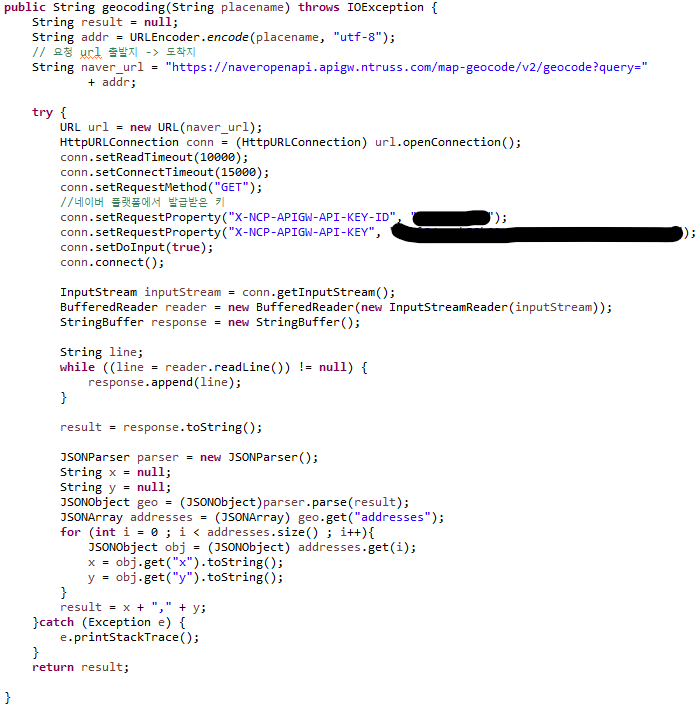 public String geocoding(String placename) throws IOException {
String result = null;
String addr = URLEncoder.encode(placename, "utf-8");
// 요청 url 출발지 -> 도착지
String naver_url = "https://naveropenapi.apigw.ntruss.com/map-geocode/v2/geocode?query="
+ addr;
try {
URL url = new URL(naver_url);
HttpURLConnection conn = (HttpURLConnection) url.openConnection();
conn.setReadTimeout(10000);
conn.setConnectTimeout(15000);
conn.setRequestMethod("GET");
//네이버 플랫폼에서 발급받은 키
conn.setRequestProperty("X-NCP-APIGW-API-KEY-ID", "");
conn.setRequestProperty("X-NCP-APIGW-API-KEY", );
conn.setDoInput(true);
conn.connect();
InputStream inputStream = conn.getInputStream();
BufferedReader reader = new BufferedReader(new InputStreamReader(inputStream));
StringBuffer response = new StringBuffer();
String line;
while ((line = reader.readLine()) != null) {
response.append(line);
}
result = response.toString();
JSONParser parser = new JSONParser();
String x = null;
String y = null;
JSONObject geo = (JSONObject)parser.parse(result);
JSONArray addresses = (JSONArray) geo.get("addresses");
for (int i = 0 ; i < addresses.size() ; i++){
JSONObject obj = (JSONObject) addresses.get(i);
x = obj.get("x").toString();
y = obj.get("y").toString();
}
result = x + "," + y;
}catch (Exception e) {
e.printStackTrace();
}
return result;
}